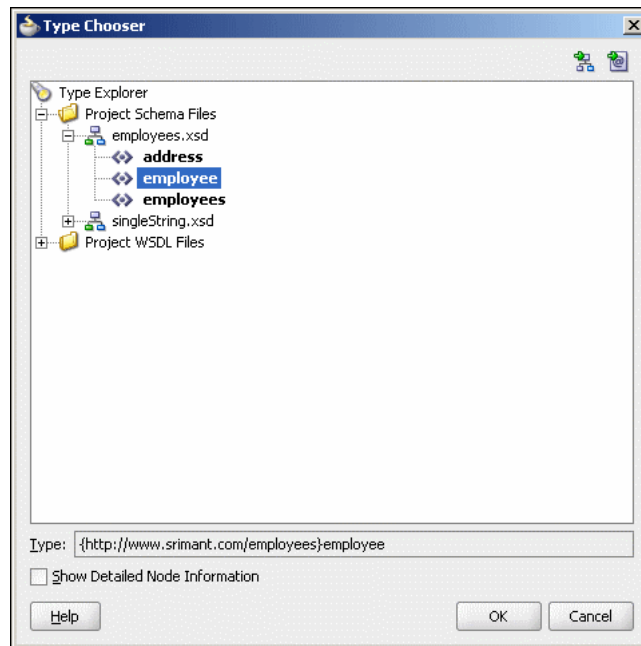 Type Chooser
Type Explorer
Project Schema Files
employees.xsd
address
employee
employees
singleString.xsd
Project WSDL Files
Type: {http://www.srimant.com/employees}employee
Show Detailed Node Information
Help OK Cancel